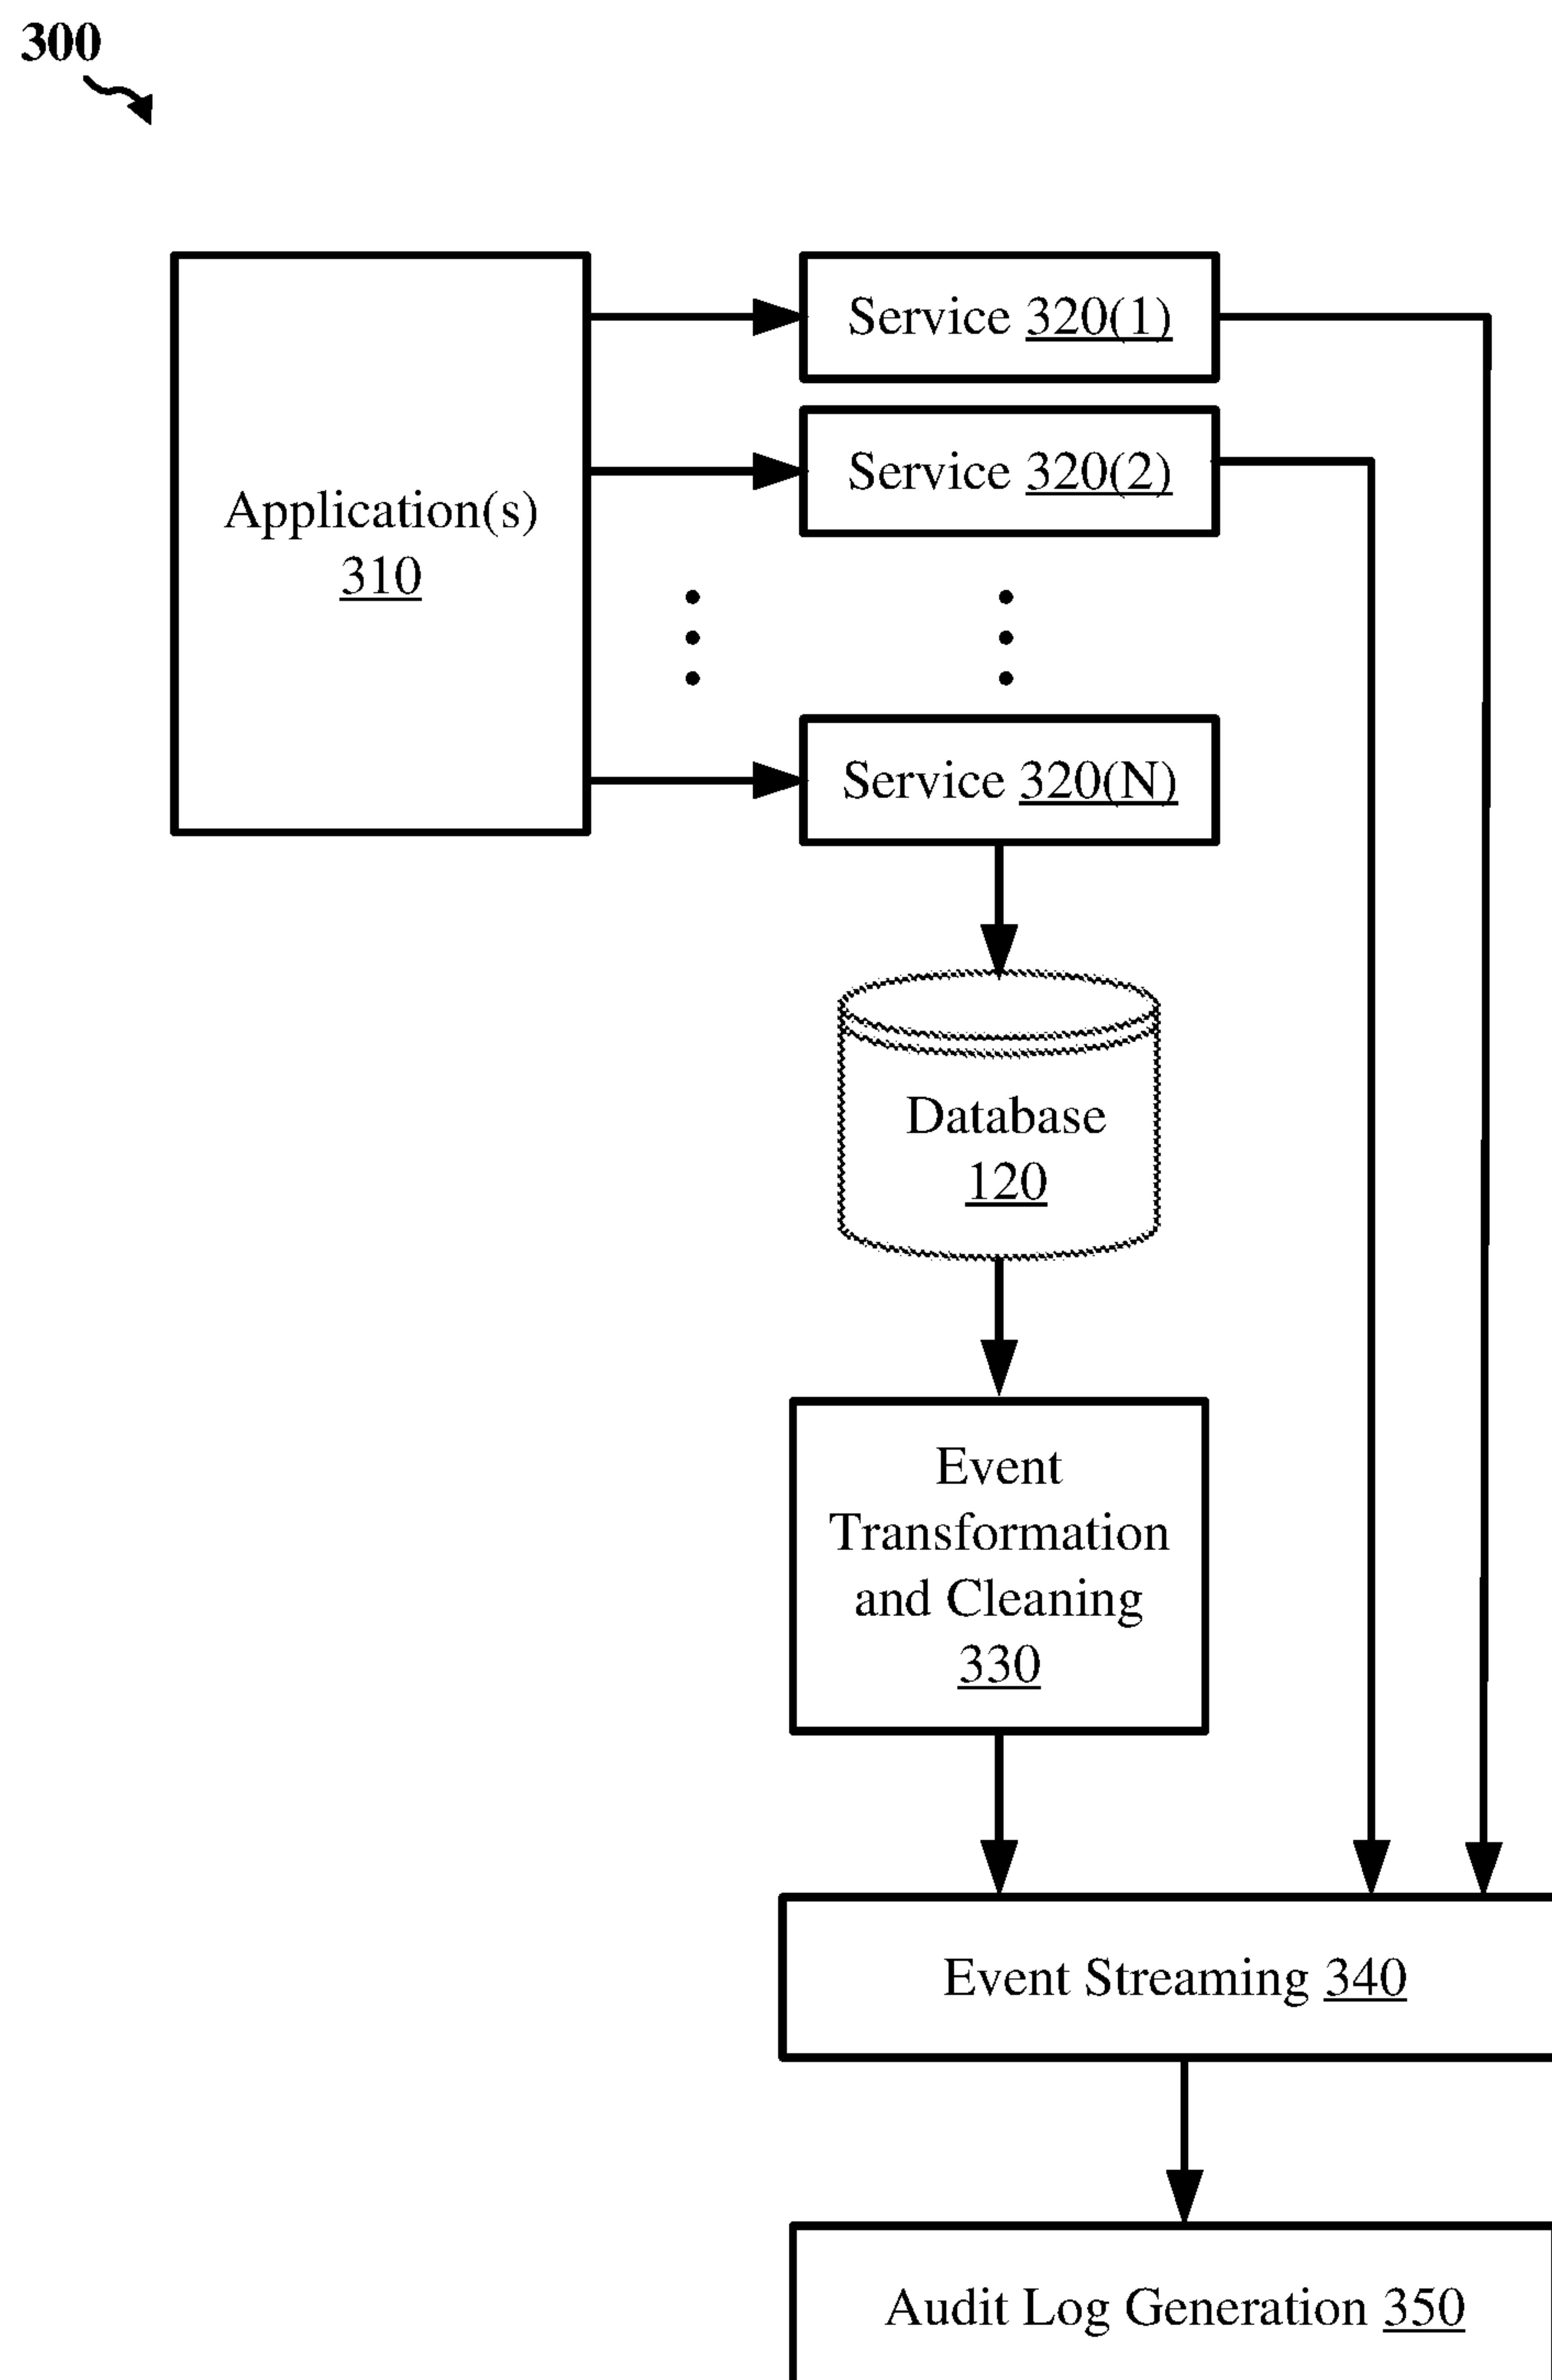 300
Service 320(1)
Service 320(2)
Application(s)
310
Service 320(N)
Database
120
Event
Transformation
and Cleaning
330
Event Streaming 340
Audit Log Generation 350